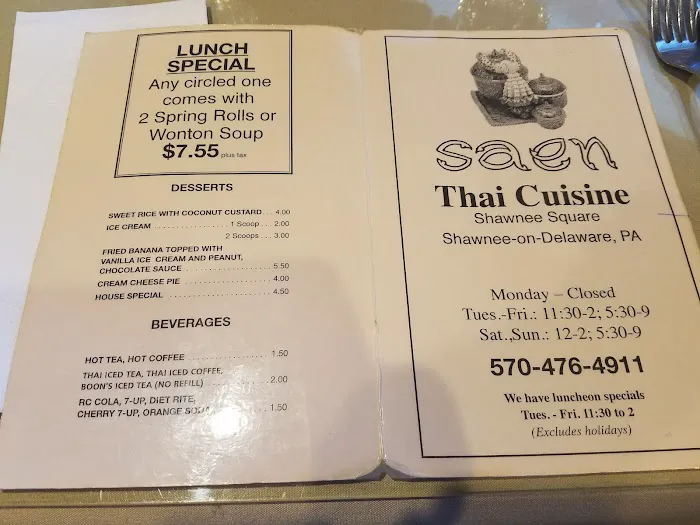 LUNCH
SPECIAL
Any circled one
comes with
2 Spring Rolls or
Wonton Soup
$7.55 plus tax
DESSERTS
SWEET RICE WITH COCONUT CUSTARD .... 4.00
ICE CREAM ..................... 1 Scoop .... 2.00
2 Scoops .... 3.00
FRIED BANANA TOPPED WITH
VANILLA ICE CREAM AND PEANUT,
CHOCOLATE SAUCE ........................ 5.50
CREAM CHEESE PIE ........................ 4.00
HOUSE SPECIAL ........................... 4.50
BEVERAGES
HOT TEA, HOT COFFEE ..................... 1.50
THAI ICED TEA, THAI ICED COFFEE,
BOON'S ICED TEA (NO REFILL) ............. 2.00
RC COLA, 7-UP, DIET RITE,
CHERRY 7-UP, ORANGE SODA ............ 1.50
saen
Thai Cuisine
Shawnee Square
Shawnee-on-Delaware, PA
Monday – Closed
Tues.-Fri.: 11:30-2; 5:30-9
Sat.,Sun.: 12-2; 5:30-9
570-476-4911
We have luncheon specials
Tues. - Fri. 11:30 to 2
(Excludes holidays)